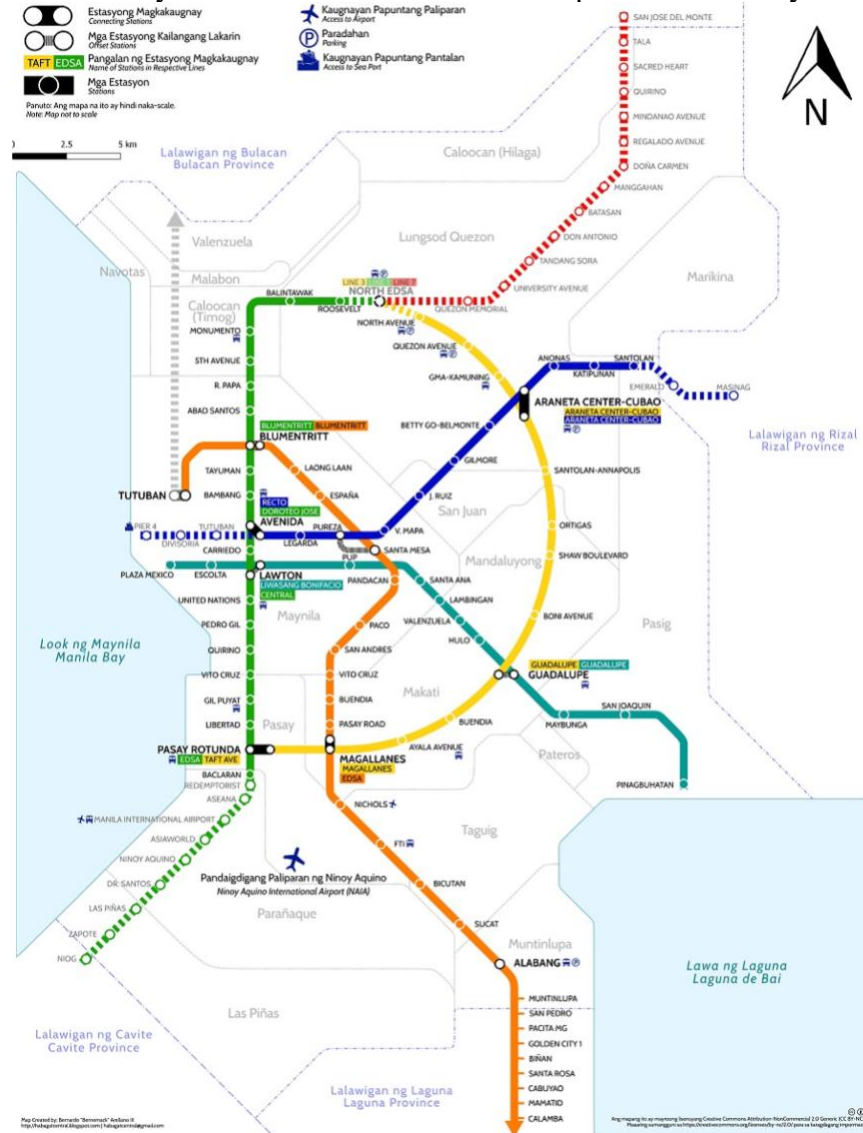 Estasyong Magkakaugnay
Connecting Stations
Mga Estasyong Kailangang Lakarin
Offset Stations
TAFT EDSA
Pangalan ng Estasyong Magkakaugnay
Name of Stations in Respective Lines
Mga Estasyon
Stations
Kaugnayan Papuntang Paliparan
Access to Airport
P
Paradahan
Parking
Kaugnayan Papuntang Pantalan
Access to Sea Port
Panuto: Ang mapa na ito ay hindi naka-scale.
Note: Map not to scale
2.5
5 km
N
SAN JOSE DEL MONTE
TALA
SACRED HEART
QUIRINO
MINDANAO AVENUE
REGALADO AVENUE
DOÑA CARMEN
MANGGAHAN
BATASAN
DON ANTONIO
TANDANG SORA
UNIVERSITY AVENUE
QUEZON MEMORIAL
Lalawigan ng Bulacan
Bulacan Province
Caloocan (Hilaga)
Valenzuela
Lungsod Quezon
Navotas
Malabon
Marikina
Caloocan
(Timog)
LINE 3
LINE 7
NORTH EDSA
BALINTAWAK
ROOSEVELT
NORTH AVENUE
QUEZON AVENUE
GMA-KAMUNING
MONUMENTO
5TH AVENUE
R. PAPA
ABAD SANTOS
ANONAS
KATIPUNAN
SANTOLAN
EMERALD
MASINAG
ARANETA CENTER-CUBAO
ARANETA CENTER-CUBAO
ARANETA CENTER-CUBAO
BLUMENTRITT BLUMENTRITT
BLUMENTRITT
BETTY GO-BELMONTE
Lalawigan ng Rizal
Rizal Province
TAYUMAN
LAONG LAAN
GILMORE
SANTOLAN-ANNAPOLIS
TUTUBAN
BAMBANG
ESPAÑA
J. RUIZ
San Juan
RECTO
DOROTEO JOSE
AVENIDA
PIER 4
DIVISORIA
TUTUBAN
LEGARDA
PUREZA
V. MAPA
ORTIGAS
CARRIEDO
SANTA MESA
PUP
SHAW BOULEVARD
Mandaluyong
PLAZA MEXICO
ESCOLTA
LAWTON
LIWASANG BONIFACIO
CENTRAL
PANDACAN
SANTA ANA
LAMBINGAN
VALENZUELA
HULO
UNITED NATIONS
Maynila
PEDRO GIL
PACO
BONI AVENUE
Pasig
Look ng Maynila
Manila Bay
QUIRINO
SAN ANDRES
VITO CRUZ
VITO CRUZ
GUADALUPE GUADALUPE
GUADALUPE
GIL PUYAT
BUENDIA
Makati
LIBERTAD
Pasay
PASAY ROAD
BUENDIA
MAYBUNGA
SAN JOAQUIN
PASAY ROTUNDA
EDSA TAFT AVE
MAGALLANES
MAGALLANES
EDSA
AYALA AVENUE
Pateros
PINAGBUHATAN
BACLARAN
REDEMPTORIST
ASEANA
NICHOLS
MANILA INTERNATIONAL AIRPORT
ASIAWORLD
NINOY AQUINO
DR. SANTOS
LAS PIÑAS
ZAPOTE
NIOG
Taguig
FTI
Pandaigdigang Paliparan ng Ninoy Aquino
Ninoy Aquino International Airport (NAIA)
BICUTAN
Parañaque
SUCAT
Muntinlupa
ALABANG
Lawa ng Laguna
Laguna de Bai
Las Piñas
MUNTINLUPA
SAN PEDRO
PACITA MG
GOLDEN CITY 1
BIÑAN
SANTA ROSA
CABUYAO
MAMATID
CALAMBA
Lalawigan ng Cavite
Cavite Province
Lalawigan ng Laguna
Laguna Province